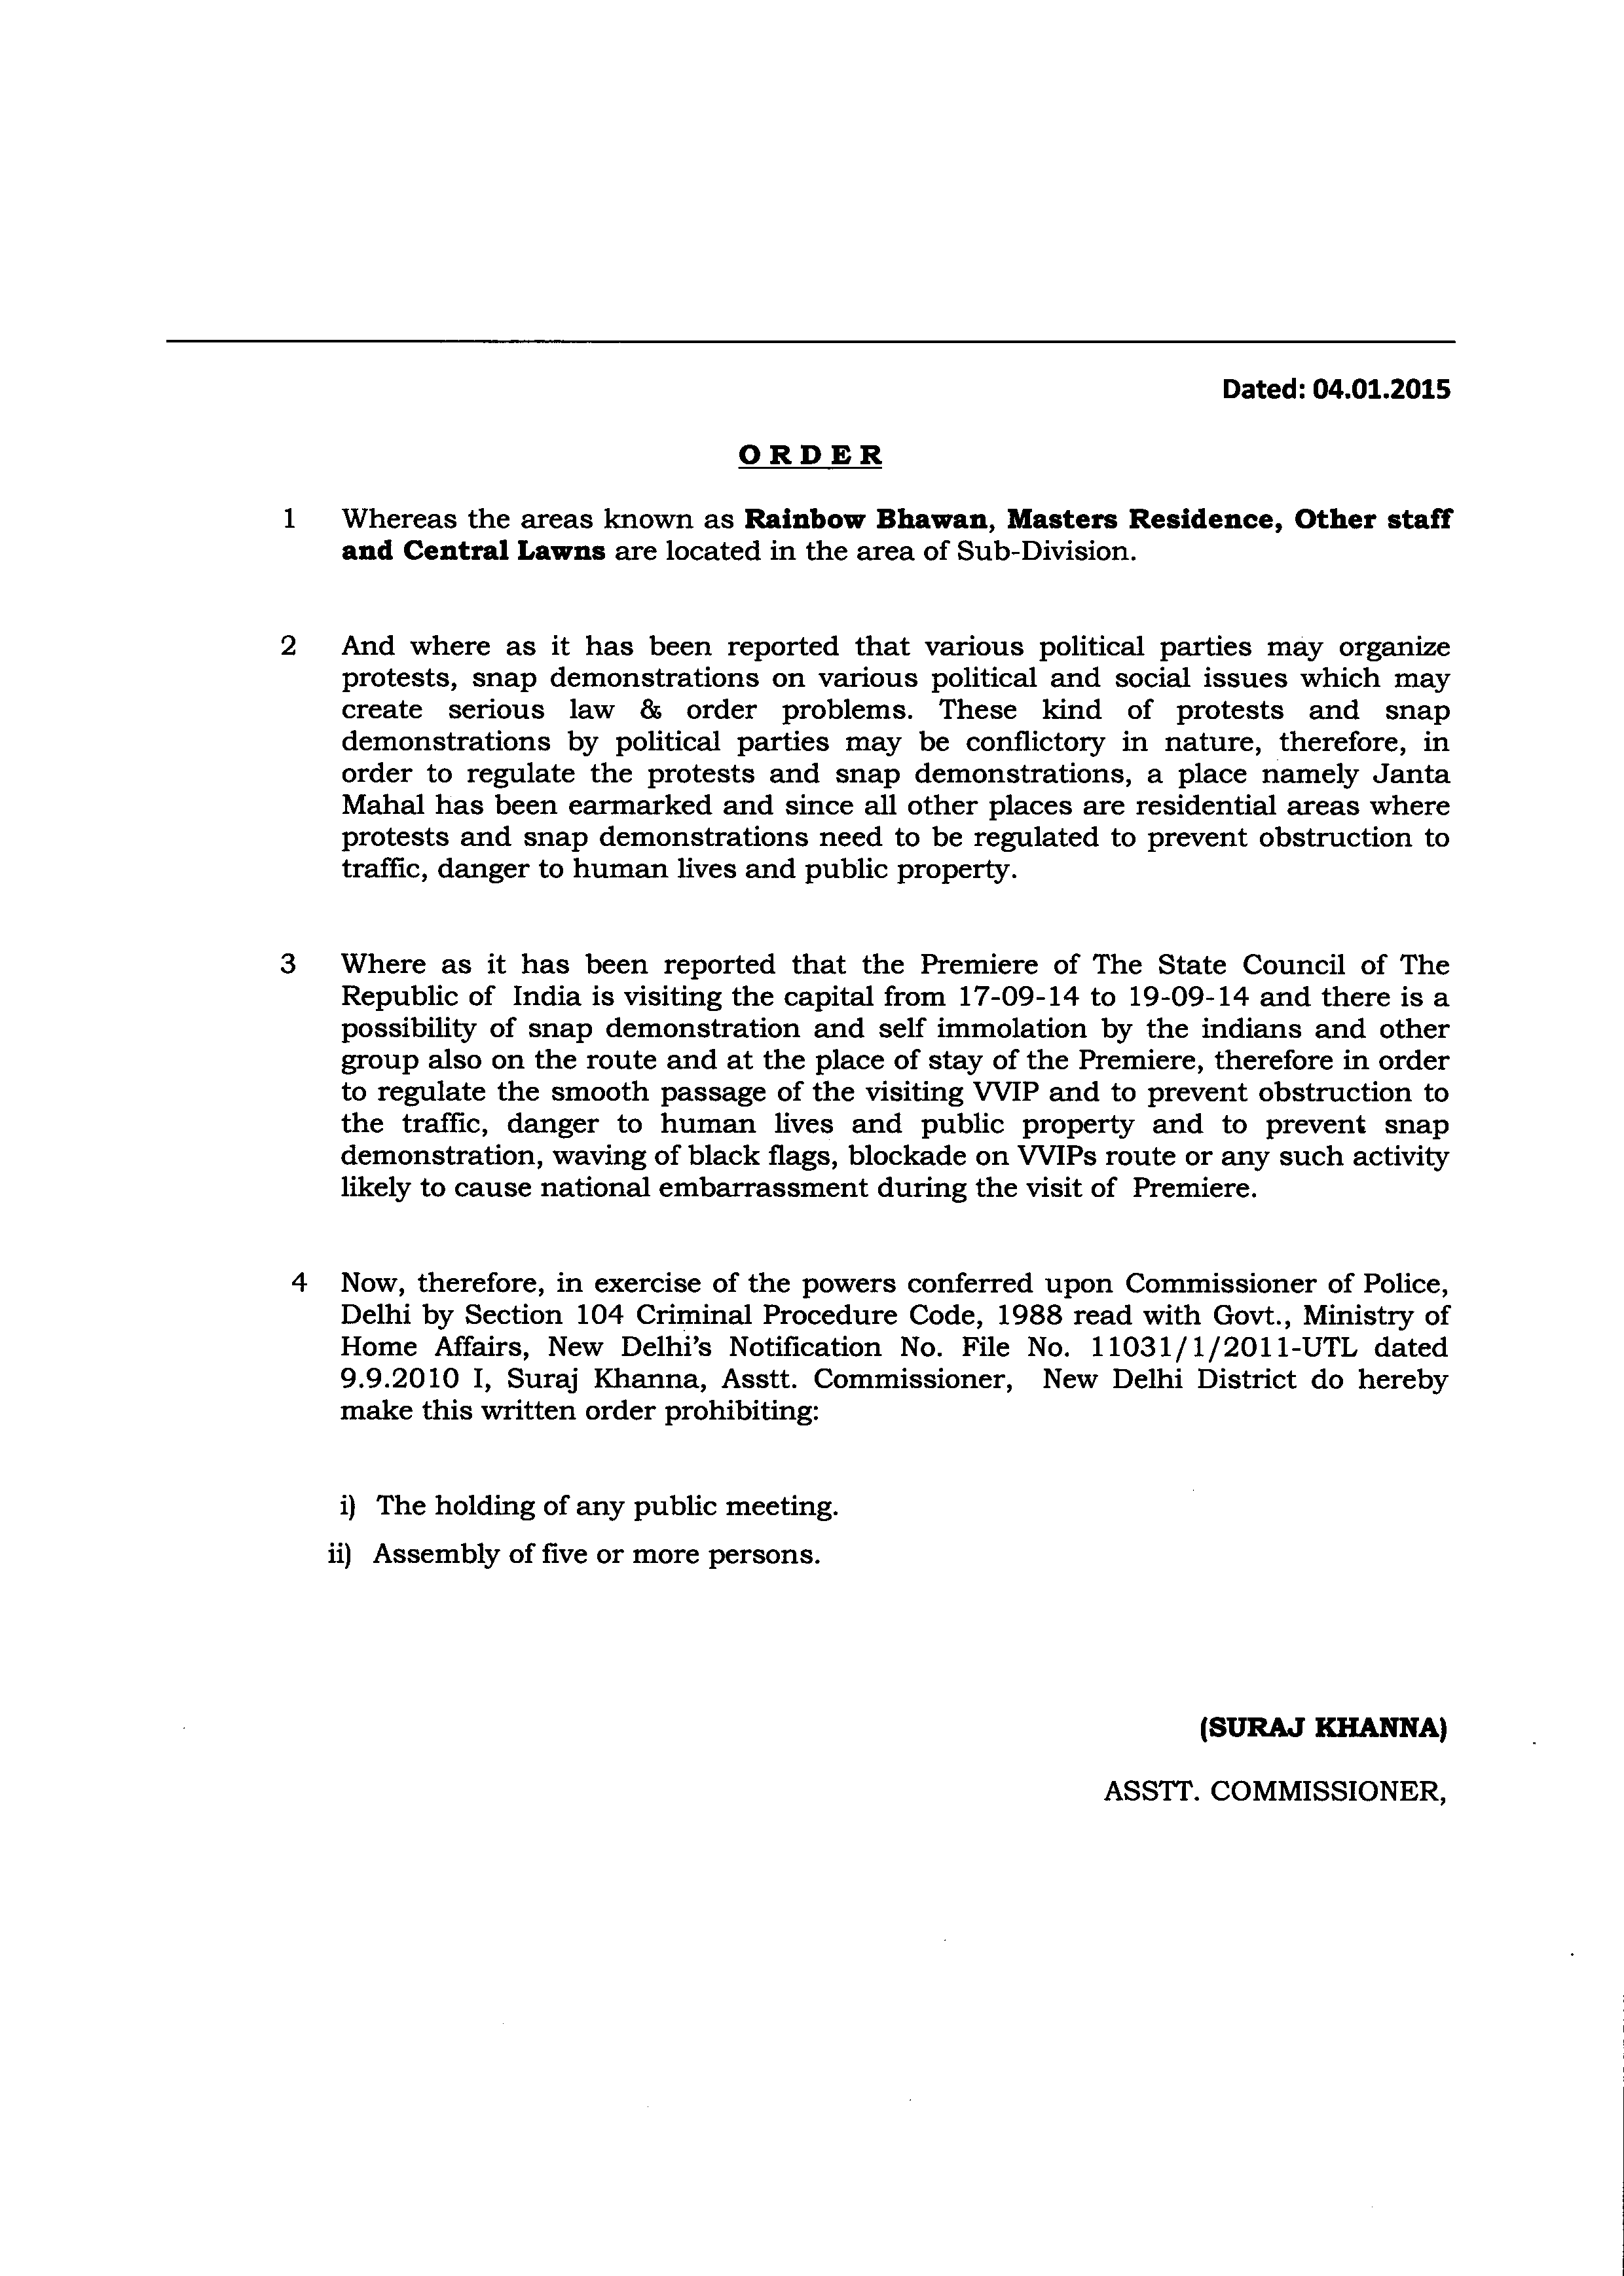 Dated: 04.01.2015
ORDER
1 Whereas the areas known as Rainbow Bhawan, Masters Residence, Other staff
and Central Lawns are located in the area of Sub-Division.
2 And where as it has been reported that various political parties may organize
protests, snap demonstrations on various political and social issues which may
create serious law & order problems. These kind of protests and snap
demonstrations by political parties may be conflictory in nature, therefore, in
order to regulate the protests and snap demonstrations, a place namely Janta
Mahal has been earmarked and since all other places are residential areas where
protests and snap demonstrations need to be regulated to prevent obstruction to
traffic, danger to human lives and public property.
3 Where as it has been reported that the Premiere of The State Council of The
Republic of India is visiting the capital from 17-09-14 to 19-09-14 and there is a
possibility of snap demonstration and self immolation by the indians and other
group also on the route and at the place of stay of the Premiere, therefore in order
to regulate the smooth passage of the visiting VVIP and to prevent obstruction to
the traffic, danger to human lives and public property and to prevent snap
demonstration, waving of black flags, blockade on VVIPs route or any such activity
likely to cause national embarrassment during the visit of Premiere.
4 Now, therefore, in exercise of the powers conferred upon Commissioner of Police,
Delhi by Section 104 Criminal Procedure Code, 1988 read with Govt., Ministry of
Home Affairs, New Delhi's Notification No. File No. 11031/1/2011-UTL dated
9.9.2010 I, Suraj Khanna, Asstt. Commissioner, New Delhi District do hereby
make this written order prohibiting:
i) The holding of any public meeting.
ii) Assembly of five or more persons.
(SURAJ KHANNA)
ASSTT. COMMISSIONER,